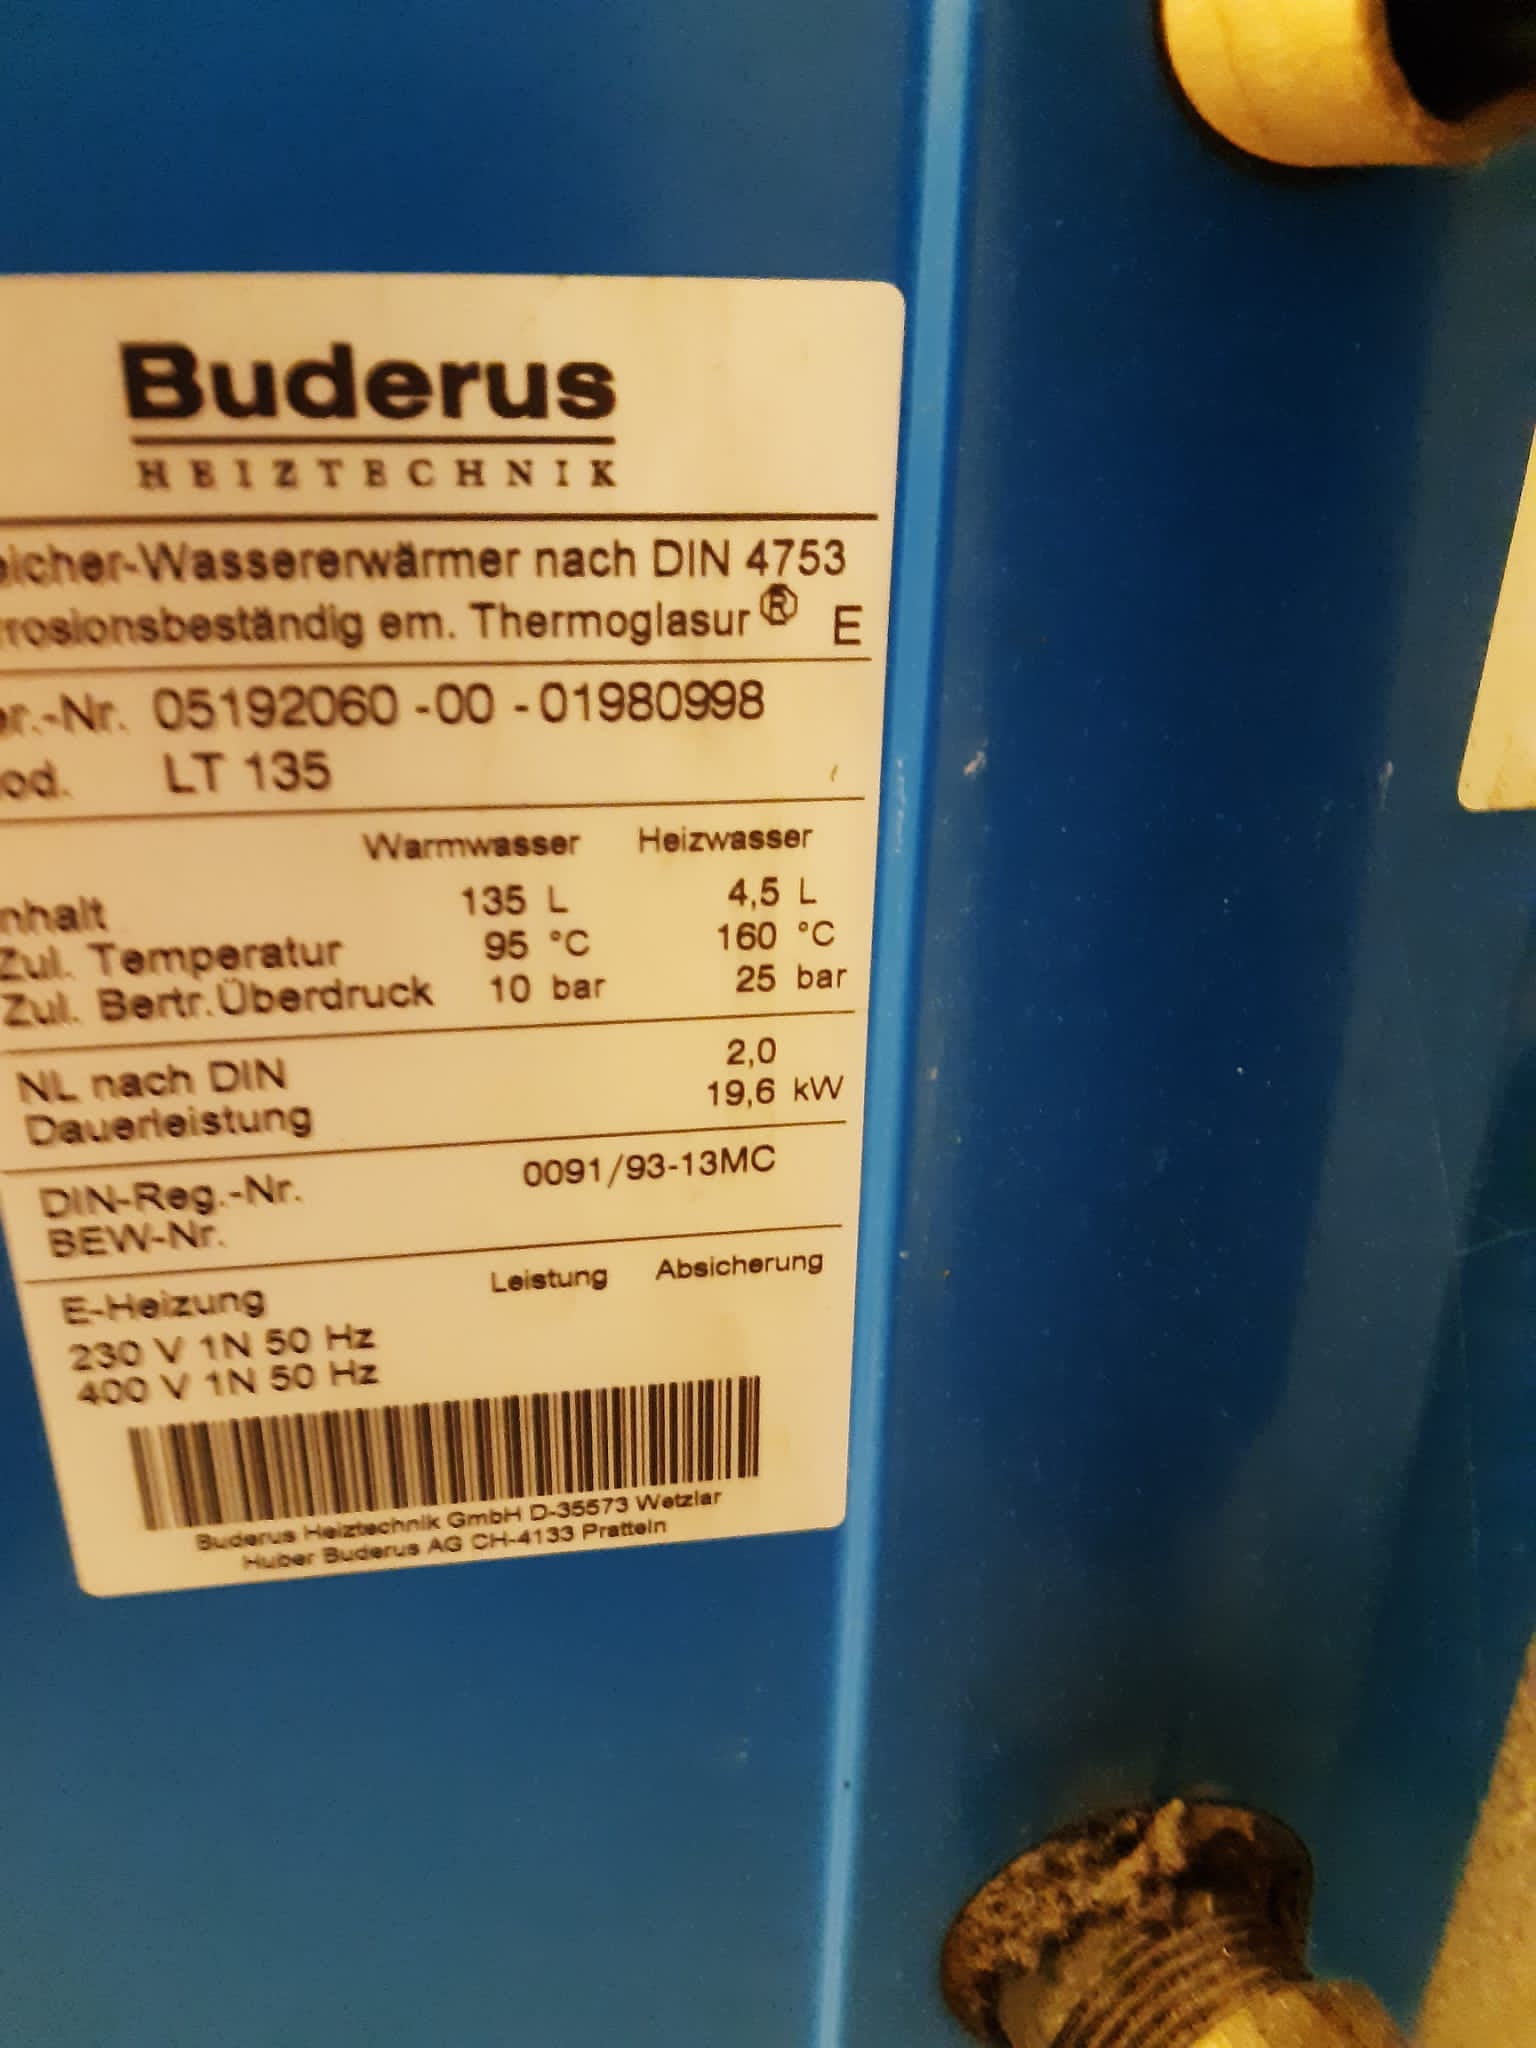 Buderus
HEIZTECHNIK
eicher-Wassererwärmer nach DIN 4753
rrosionsbeständig em. Thermoglasur® E
er.-Nr. 05192060 -00 -01980998
od. LT 135
Warmwasser Heizwasser
nhalt 135 L 4,5 L
Zul. Temperatur 95 °C 160 °C
Zul. Bertr.Überdruck 10 bar 25 bar
NL nach DIN 2,0
Dauerleistung 19,6 kW
DIN-Reg.-Nr. 0091/93-13MC
BEW-Nr.
E-Heizung Leistung Absicherung
230 V 1N 50 Hz
400 V 1N 50 Hz
Buderus Heiztechnik GmbH D-35573 Wetzlar
Huber Buderus AG CH-4133 Pratteln